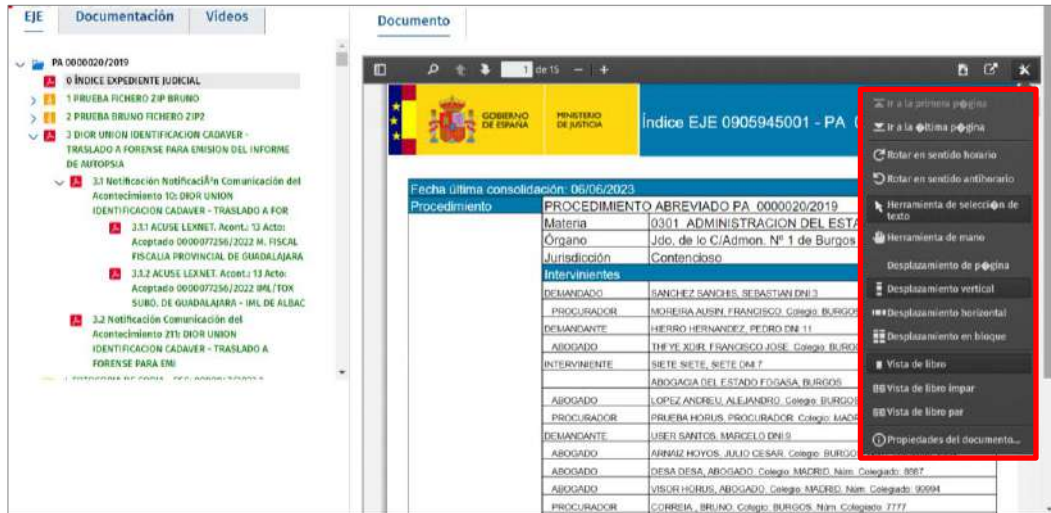 EJE
Documentación
Vídeos
PA 0000020/2019
0 ÍNDICE EXPEDIENTE JUDICIAL
1 PRUEBA FICHERO ZIP BRUNO
2 PRUEBA BRUNO FICHERO ZIP2
3 DIOR UNION IDENTIFICACION CADAVER -
TRASLADO A FORENSE PARA EMISION DEL INFORME
DE AUTOPSIA
3.1 Notificación NotificaciÃ³n Comunicación del
Acontecimiento 10: DIOR UNION
IDENTIFICACION CADAVER - TRASLADO A FOR
3.1.1 ACUSE LEXNET. Acont.: 13 Acto:
Aceptado 0000077256/2022 M. FISCAL
FISCALIA PROVINCIAL DE GUADALAJARA
3.1.2 ACUSE LEXNET. Acont.: 13 Acto:
Aceptado 0000077256/2022 IML/TOX
SUBD. DE GUADALAJARA - IML DE ALBAC
3.2 Notificación Comunicación del
Acontecimiento 211: DIOR UNION
IDENTIFICACION CADAVER - TRASLADO A
FORENSE PARA EMI
Documento
1 de 15
GOBIERNO DE ESPAÑA
MINISTERIO DE JUSTICIA
Índice EJE 0905945001 - PA
Fecha última consolidación: 06/06/2023
Procedimiento PROCEDIMIENTO ABREVIADO PA 0000020/2019
Materia 0301 ADMINISTRACION DEL ESTA
Órgano Jdo. de lo C/Admon. Nº 1 de Burgos
Jurisdicción Contencioso
Intervinientes
DEMANDADO SANCHEZ SANCHIS, SEBASTIAN DNI:3
PROCURADOR MOREIRA AUSIN, FRANCISCO. Colegio: BURGOS
DEMANDANTE HIERRO HERNANDEZ, PEDRO DNI: 11
ABOGADO THFYE XDIR, FRANCISCO JOSE. Colegio: BURGO
INTERVINIENTE SIETE SIETE, SIETE DNI:7
ABOGACIA DEL ESTADO FOGASA, BURGOS
ABOGADO LOPEZ ANDREU, ALEJANDRO. Colegio: BURGOS
PROCURADOR PRUEBA HORUS, PROCURADOR. Colegio: MADR
DEMANDANTE USER SANTOS, MARCELO DNI:9
ABOGADO ARNAIZ HOYOS, JULIO CESAR. Colegio: BURGO
ABOGADO DESA DESA, ABOGADO. Colegio: MADRID. Núm. Colegiado: 8887
ABOGADO VISOR HORUS, ABOGADO. Colegio: MADRID. Núm. Colegiado: 99994
PROCURADOR CORREIA , BRUNO. Colegio: BURGOS. Núm. Colegiado: 7777
Ir a la primera p�gina
Ir a la �ltima p�gina
Rotar en sentido horario
Rotar en sentido antihorario
Herramienta de selecci�n de
texto
Herramienta de mano
Desplazamiento de p�gina
Desplazamiento vertical
Desplazamiento horizontal
Desplazamiento en bloque
Vista de libro
Vista de libro impar
Vista de libro par
Propiedades del documento...